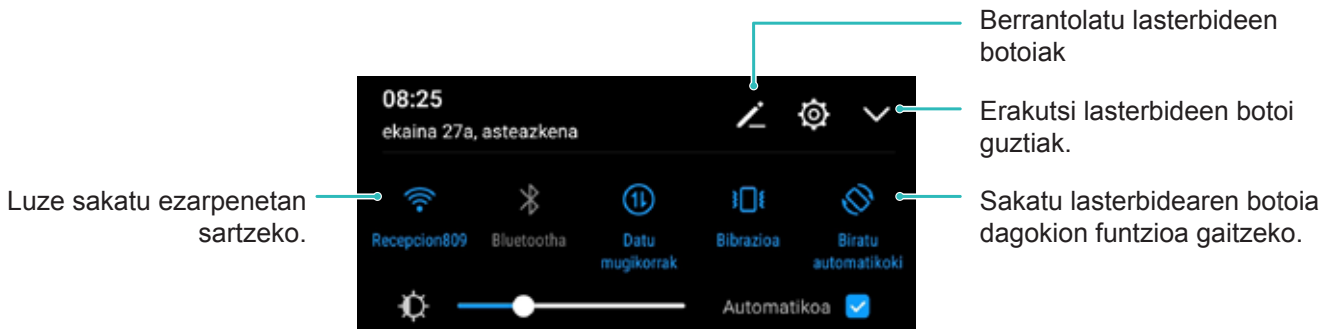 Berrantolatu lasterbideen
botoiak
08:25
ekaina 27a, asteazkena
Erakutsi lasterbideen botoi
guztiak.
Luze sakatu ezarpenetan
sartzeko.
Sakatu lasterbidearen botoia
dagokion funtzioa gaitzeko.
Recepcion809
Bluetootha
Datu
mugikorrak
Bibrazioa
Biratu
automatikoki
Automatikoa